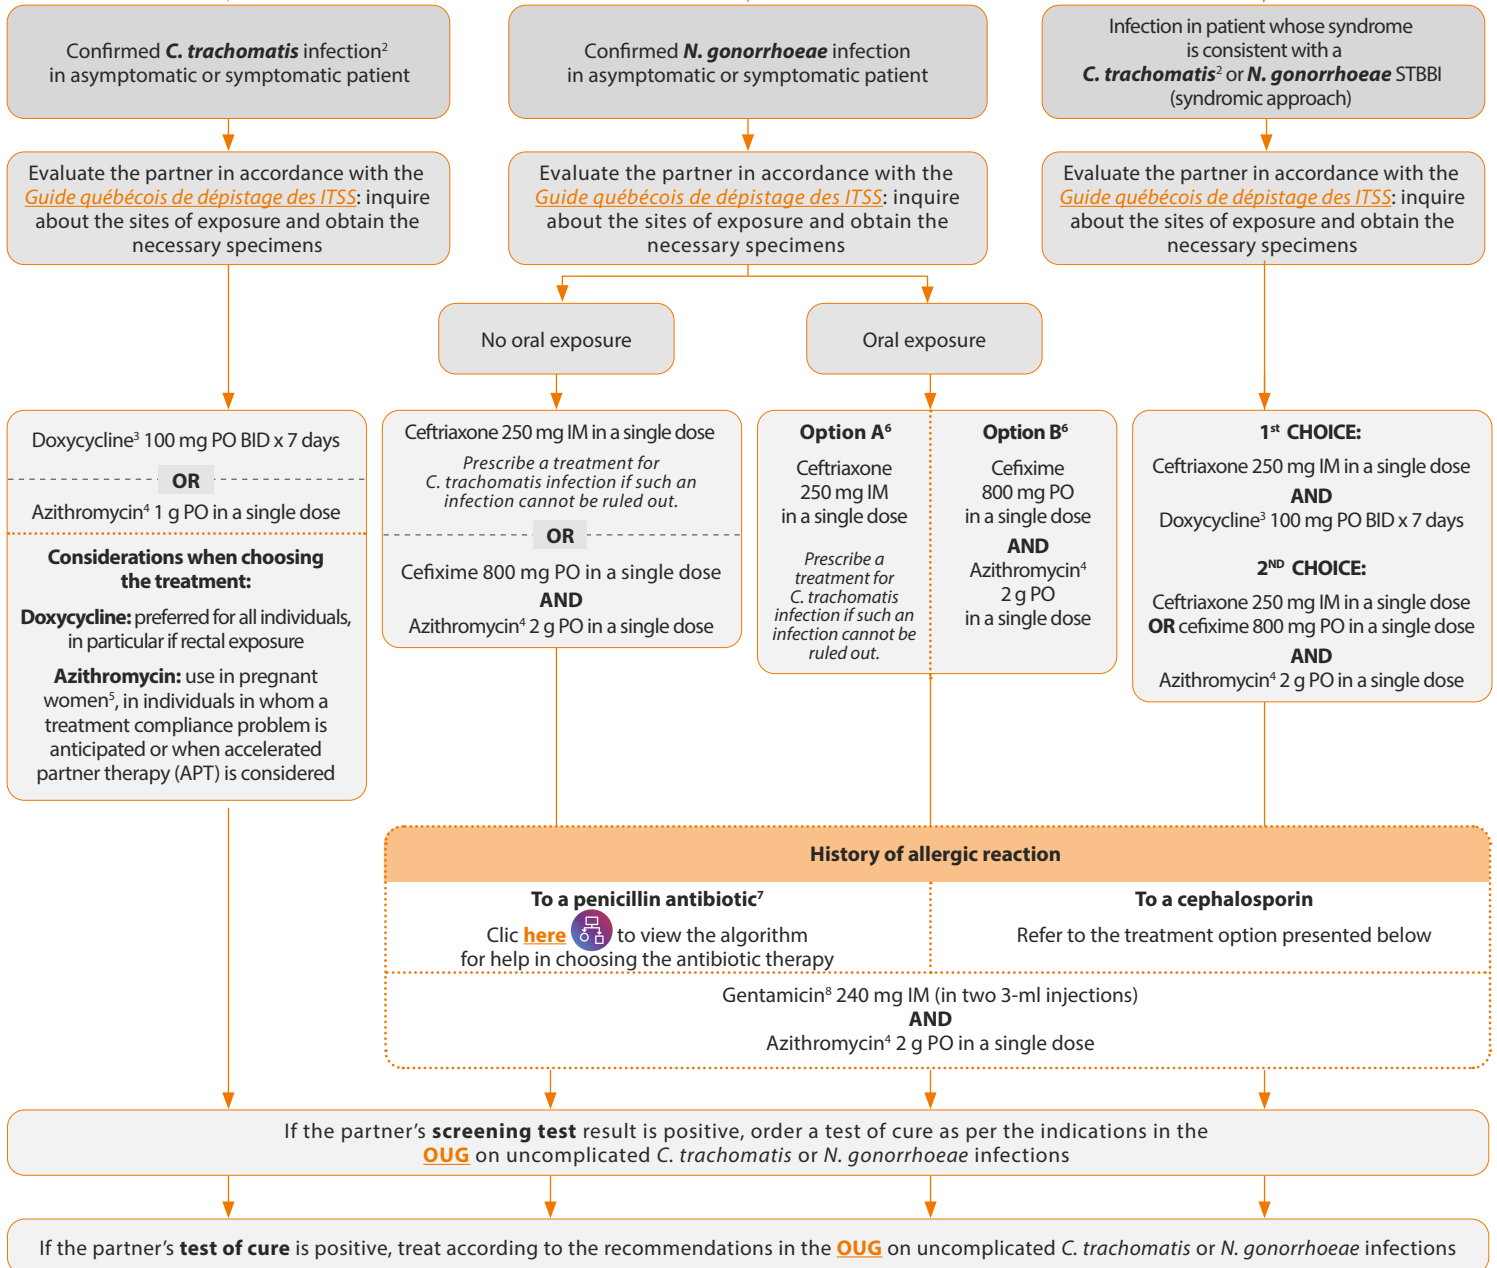 Confirmed C. trachomatis infection²
in asymptomatic or symptomatic patient
Confirmed N. gonorrhoeae infection
in asymptomatic or symptomatic patient
Infection in patient whose syndrome
is consistent with a
C. trachomatis² or N. gonorrhoeae STBBI
(syndromic approach)
Evaluate the partner in accordance with the
Guide québécois de dépistage des ITSS: inquire
about the sites of exposure and obtain the
necessary specimens
Evaluate the partner in accordance with the
Guide québécois de dépistage des ITSS: inquire
about the sites of exposure and obtain the
necessary specimens
Evaluate the partner in accordance with the
Guide québécois de dépistage des ITSS: inquire
about the sites of exposure and obtain the
necessary specimens
No oral exposure
Oral exposure
Doxycycline³ 100 mg PO BID x 7 days
OR
Azithromycin⁴ 1 g PO in a single dose
Considerations when choosing
the treatment:
Doxycycline: preferred for all individuals,
in particular if rectal exposure
Azithromycin: use in pregnant
women⁵, in individuals in whom a
treatment compliance problem is
anticipated or when accelerated
partner therapy (APT) is considered
Ceftriaxone 250 mg IM in a single dose
Prescribe a treatment for
C. trachomatis infection if such an
infection cannot be ruled out.
OR
Cefixime 800 mg PO in a single dose
AND
Azithromycin⁴ 2 g PO in a single dose
Option A⁶
Ceftriaxone
250 mg IM
in a single dose
Prescribe a
treatment for
C. trachomatis
infection if such an
infection cannot be
ruled out.
Option B⁶
Cefixime
800 mg PO
in a single dose
AND
Azithromycin⁴
2 g PO
in a single dose
1st CHOICE:
Ceftriaxone 250 mg IM in a single dose
AND
Doxycycline³ 100 mg PO BID x 7 days
2ND CHOICE:
Ceftriaxone 250 mg IM in a single dose
OR cefixime 800 mg PO in a single dose
AND
Azithromycin⁴ 2 g PO in a single dose
History of allergic reaction
To a penicillin antibiotic⁷
Clic here to view the algorithm
for help in choosing the antibiotic therapy
To a cephalosporin
Refer to the treatment option presented below
Gentamicin⁸ 240 mg IM (in two 3-ml injections)
AND
Azithromycin⁴ 2 g PO in a single dose
If the partner's screening test result is positive, order a test of cure as per the indications in the
OUG on uncomplicated C. trachomatis or N. gonorrhoeae infections
If the partner's test of cure is positive, treat according to the recommendations in the OUG on uncomplicated C. trachomatis or N. gonorrhoeae infections